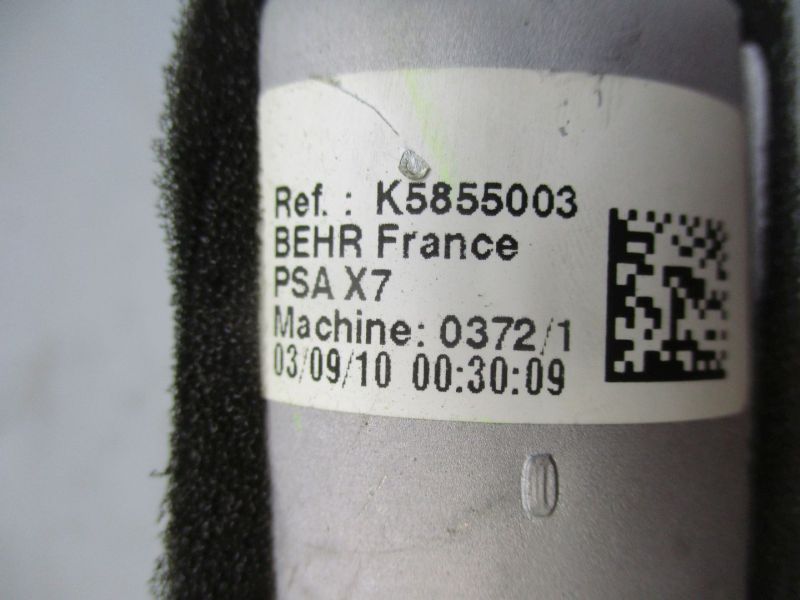 Ref. : K5855003
BEHR France
PSA X7
Machine: 0372/1
03/09/10 00:30:09